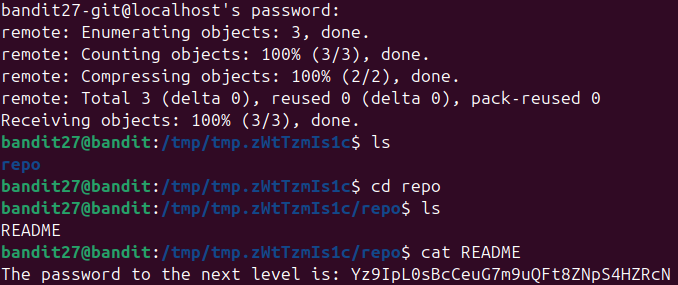 bandit27-git@localhost's password:
remote: Enumerating objects: 3, done.
remote: Counting objects: 100% (3/3), done.
remote: Compressing objects: 100% (2/2), done.
remote: Total 3 (delta 0), reused 0 (delta 0), pack-reused 0
Receiving objects: 100% (3/3), done.
bandit27@bandit:/tmp/tmp.zWtTzmIs1c$ ls
repo
bandit27@bandit:/tmp/tmp.zWtTzmIs1c$ cd repo
bandit27@bandit:/tmp/tmp.zWtTzmIs1c/repo$ ls
README
bandit27@bandit:/tmp/tmp.zWtTzmIs1c/repo$ cat README
The password to the next level is: Yz9IpL0sBcCeuG7m9uQFt8ZNpS4HZRcN